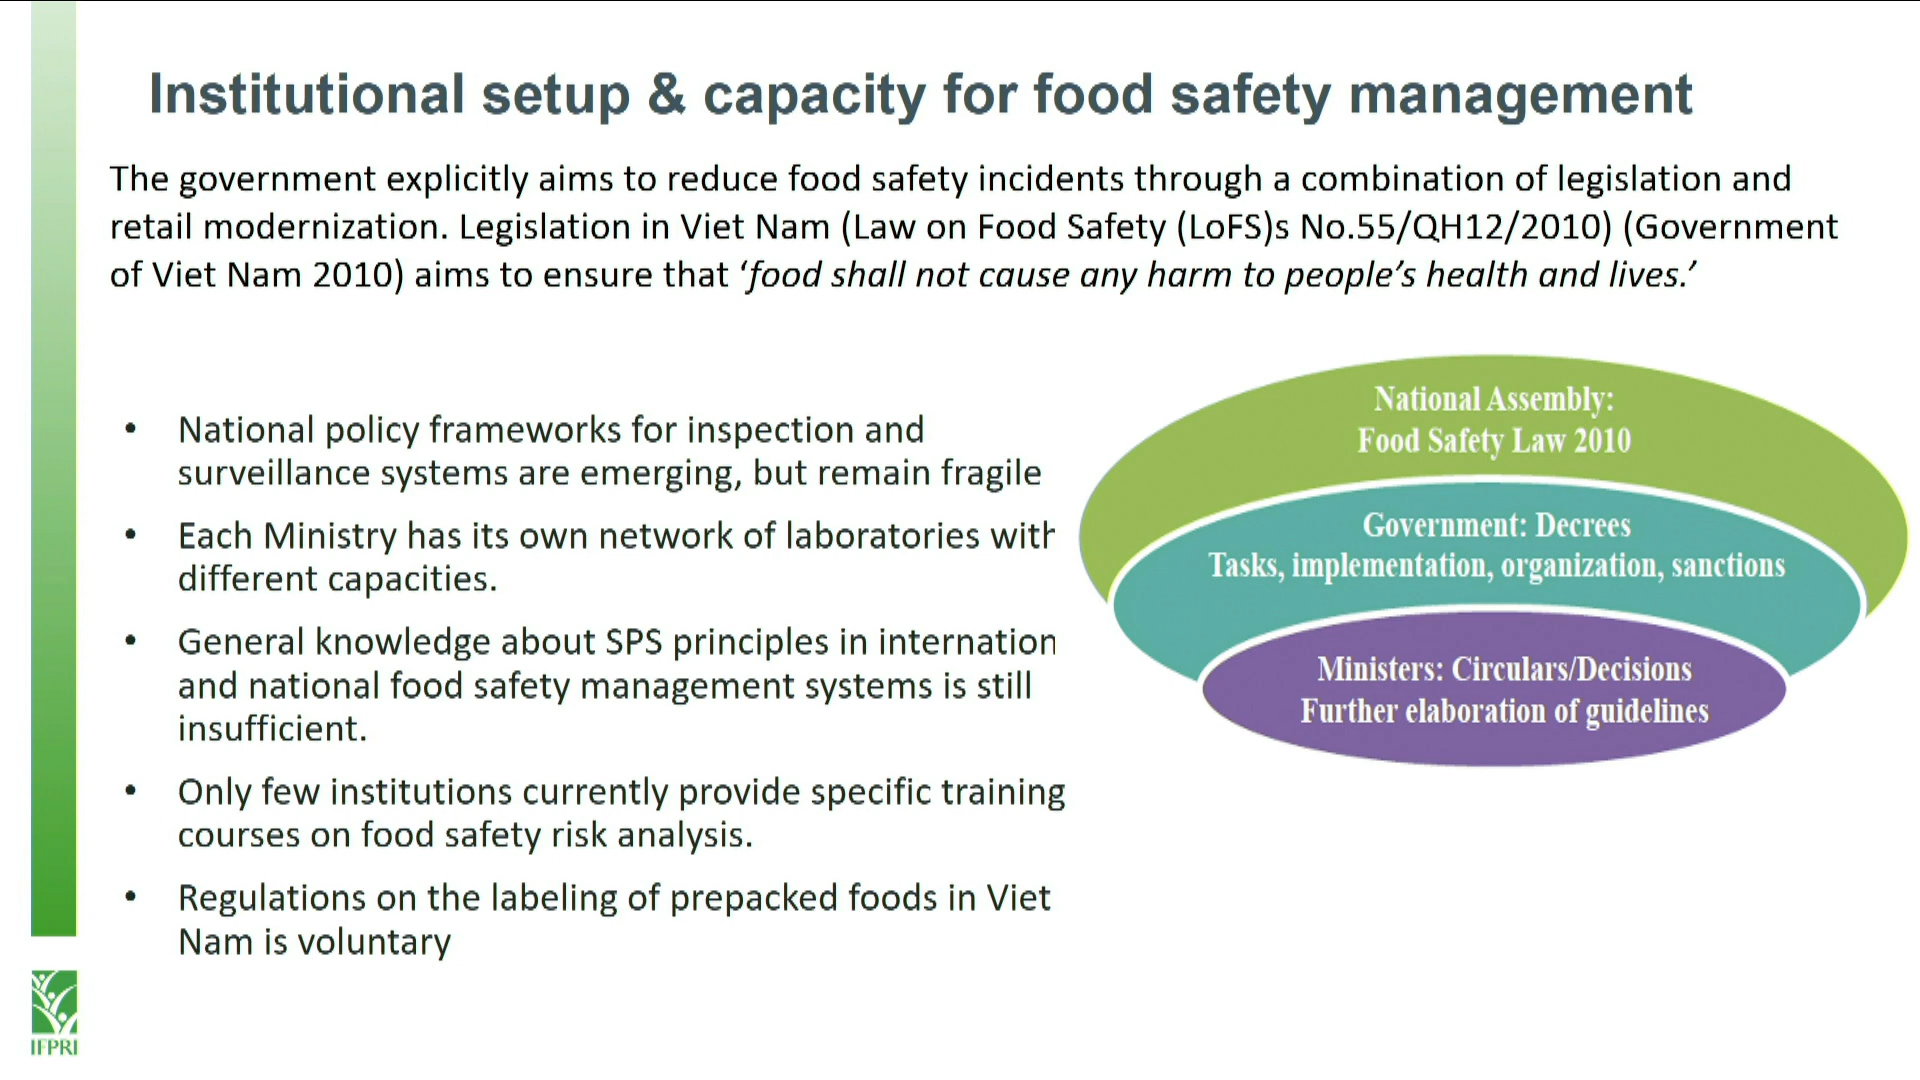 Institutional setup & capacity for food safety management
The government explicitly aims to reduce food safety incidents through a combination of legislation and
retail modernization. Legislation in Viet Nam (Law on Food Safety (LoFS)s No.55/QH12/2010) (Government
of Viet Nam 2010) aims to ensure that ‘food shall not cause any harm to people’s health and lives.’
• National policy frameworks for inspection and
surveillance systems are emerging, but remain fragile
• Each Ministry has its own network of laboratories with
different capacities.
• General knowledge about SPS principles in internation
and national food safety management systems is still
insufficient.
• Only few institutions currently provide specific training
courses on food safety risk analysis.
• Regulations on the labeling of prepacked foods in Viet
Nam is voluntary
National Assembly:
Food Safety Law 2010
Government: Decrees
Tasks, implementation, organization, sanctions
Ministers: Circulars/Decisions
Further elaboration of guidelines
IFPRI